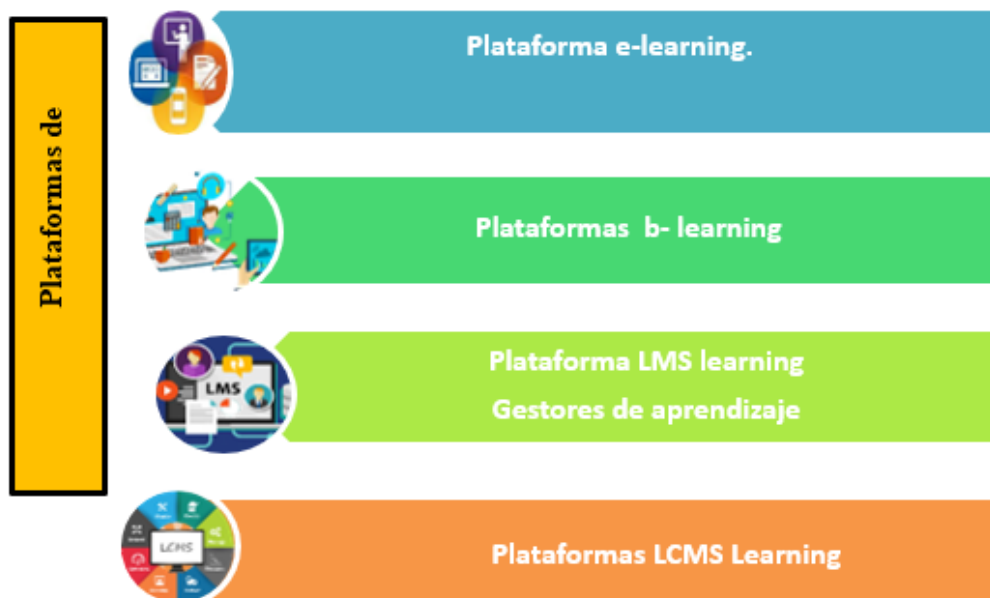 Plataformas de
Plataforma e-learning.
Plataformas b- learning
LMS
Plataforma LMS learning
Gestores de aprendizaje
LCMS
Plataformas LCMS Learning